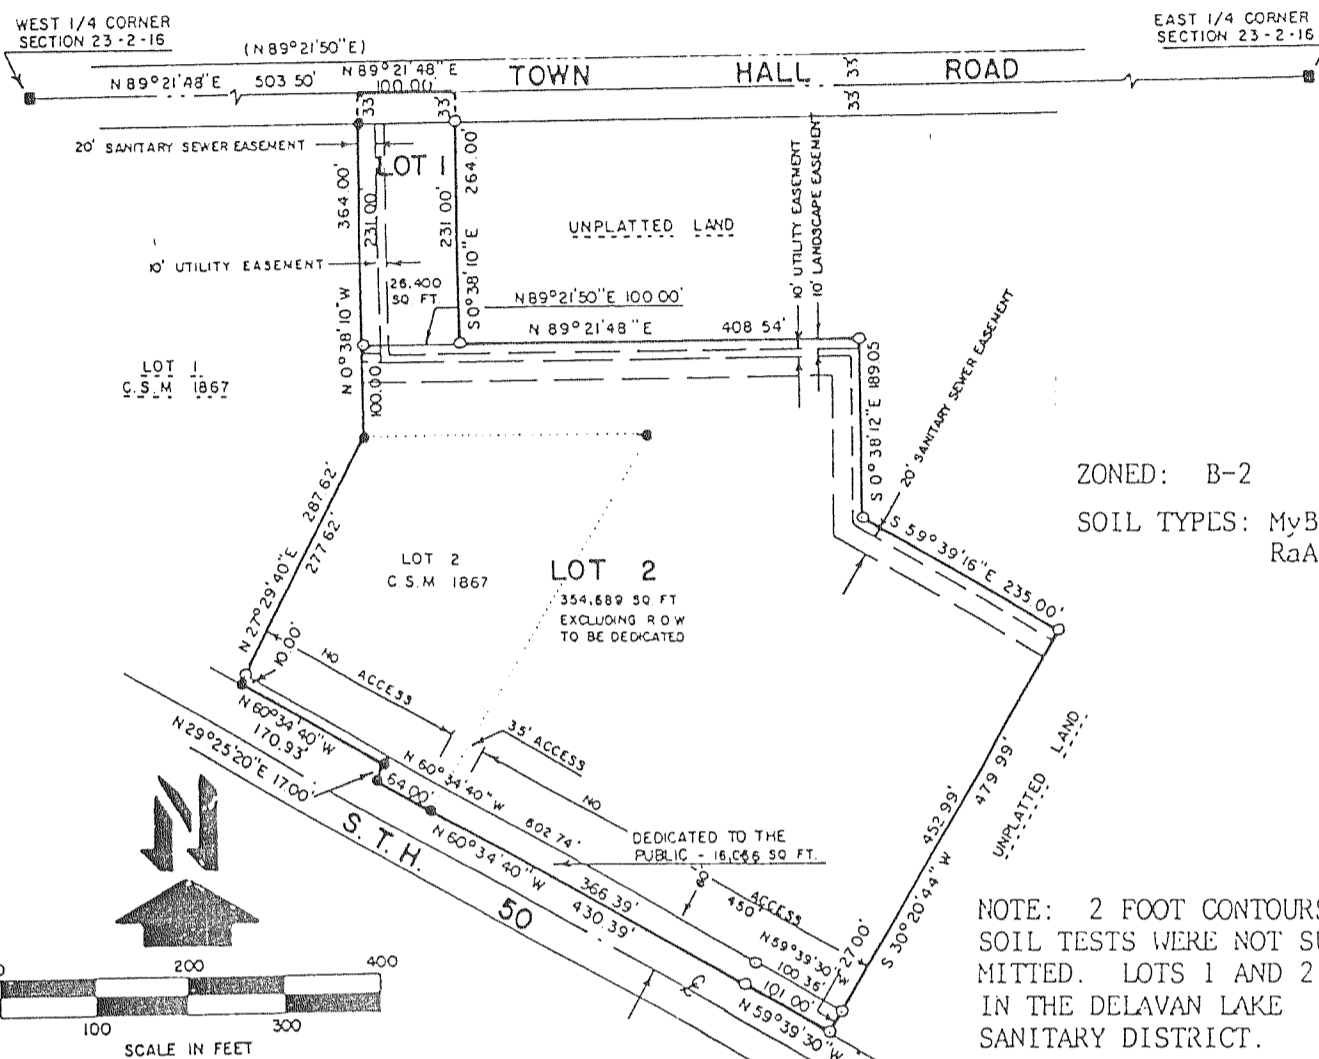 WEST 1/4 CORNER
SECTION 23-2-16
EAST 1/4 CORNER
SECTION 23-2-16
(N 89°21'50"E)
N 89°21'48"E 503.50'
N 89°21'48"E
100.00'
TOWN HALL ROAD
33'
33'
33'
33'
20' SANITARY SEWER EASEMENT
LOT 1
364.00'
231.00'
231.00'
264.00'
S 0°38'10"E
N 0°38'10"W
UNPLATTED LAND
10' UTILITY EASEMENT
10' LANDSCAPE EASEMENT
10' UTILITY EASEMENT
26,400
SQ. FT.
N 89°21'50"E 100.00'
N 89°21'48"E 408.54'
LOT 1
C.S.M 1867
100.00'
S 0°38'12"E 189.05
20' SANITARY SEWER EASEMENT
ZONED: B-2
SOIL TYPES: MyB
RaA
S 59°39'16"E 235.00'
N 27°29'40"E 287.62'
277.62'
LOT 2
C.S.M 1867
LOT 2
354,689 SQ. FT
EXCLUDING R.O.W
TO BE DEDICATED
10.00'
NO ACCESS
35' ACCESS
NO ACCESS
450'
N 60°34'40"W
170.93'
N 29°25'20"E 17.00'
64.00'
N 60°34'40"W
602.74'
N 60°34'40"W
366.39'
430.39'
DEDICATED TO THE
PUBLIC - SQ. FT.
60'
S.T.H. 50
N 59°39'30"W
100.36'
101.00'
N 59°39'30"W
27.00'
S 30°20'44"W
452.99'
479.99'
UNPLATTED LAND
NOTE: 2 FOOT CONTOURS
SOIL TESTS WERE NOT SU
MITTED. LOTS 1 AND 2
IN THE DELAVAN LAKE
SANITARY DISTRICT.
N
0 200 400
100 300
SCALE IN FEET